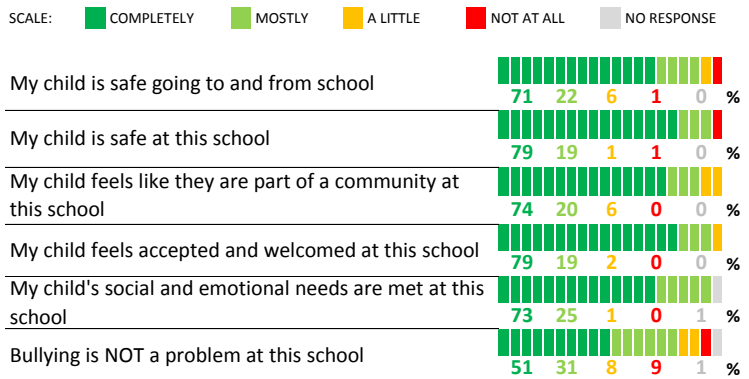 SCALE: COMPLETELY MOSTLY A LITTLE NOT AT ALL NO RESPONSE
My child is safe going to and from school
71 22 6 1 0 %
My child is safe at this school
79 19 1 1 0 %
My child feels like they are part of a community at
this school
74 20 6 0 0 %
My child feels accepted and welcomed at this school
79 19 2 0 0 %
My child's social and emotional needs are met at this
school
73 25 1 0 1 %
Bullying is NOT a problem at this school
51 31 8 9 1 %